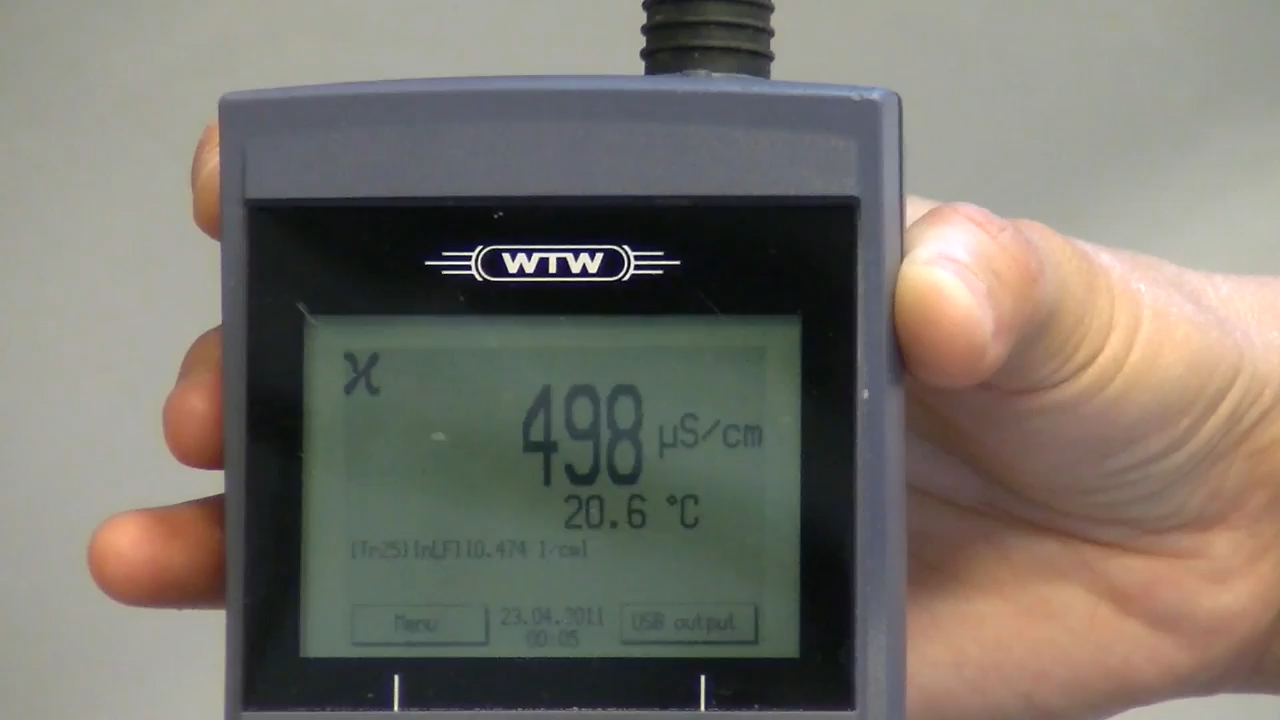 WTW
ϰ
498 µS/cm
20.6 °C
[Tr25][nLF][0.474 1/cm]
Menu 23.04.2011 USB output
00:05